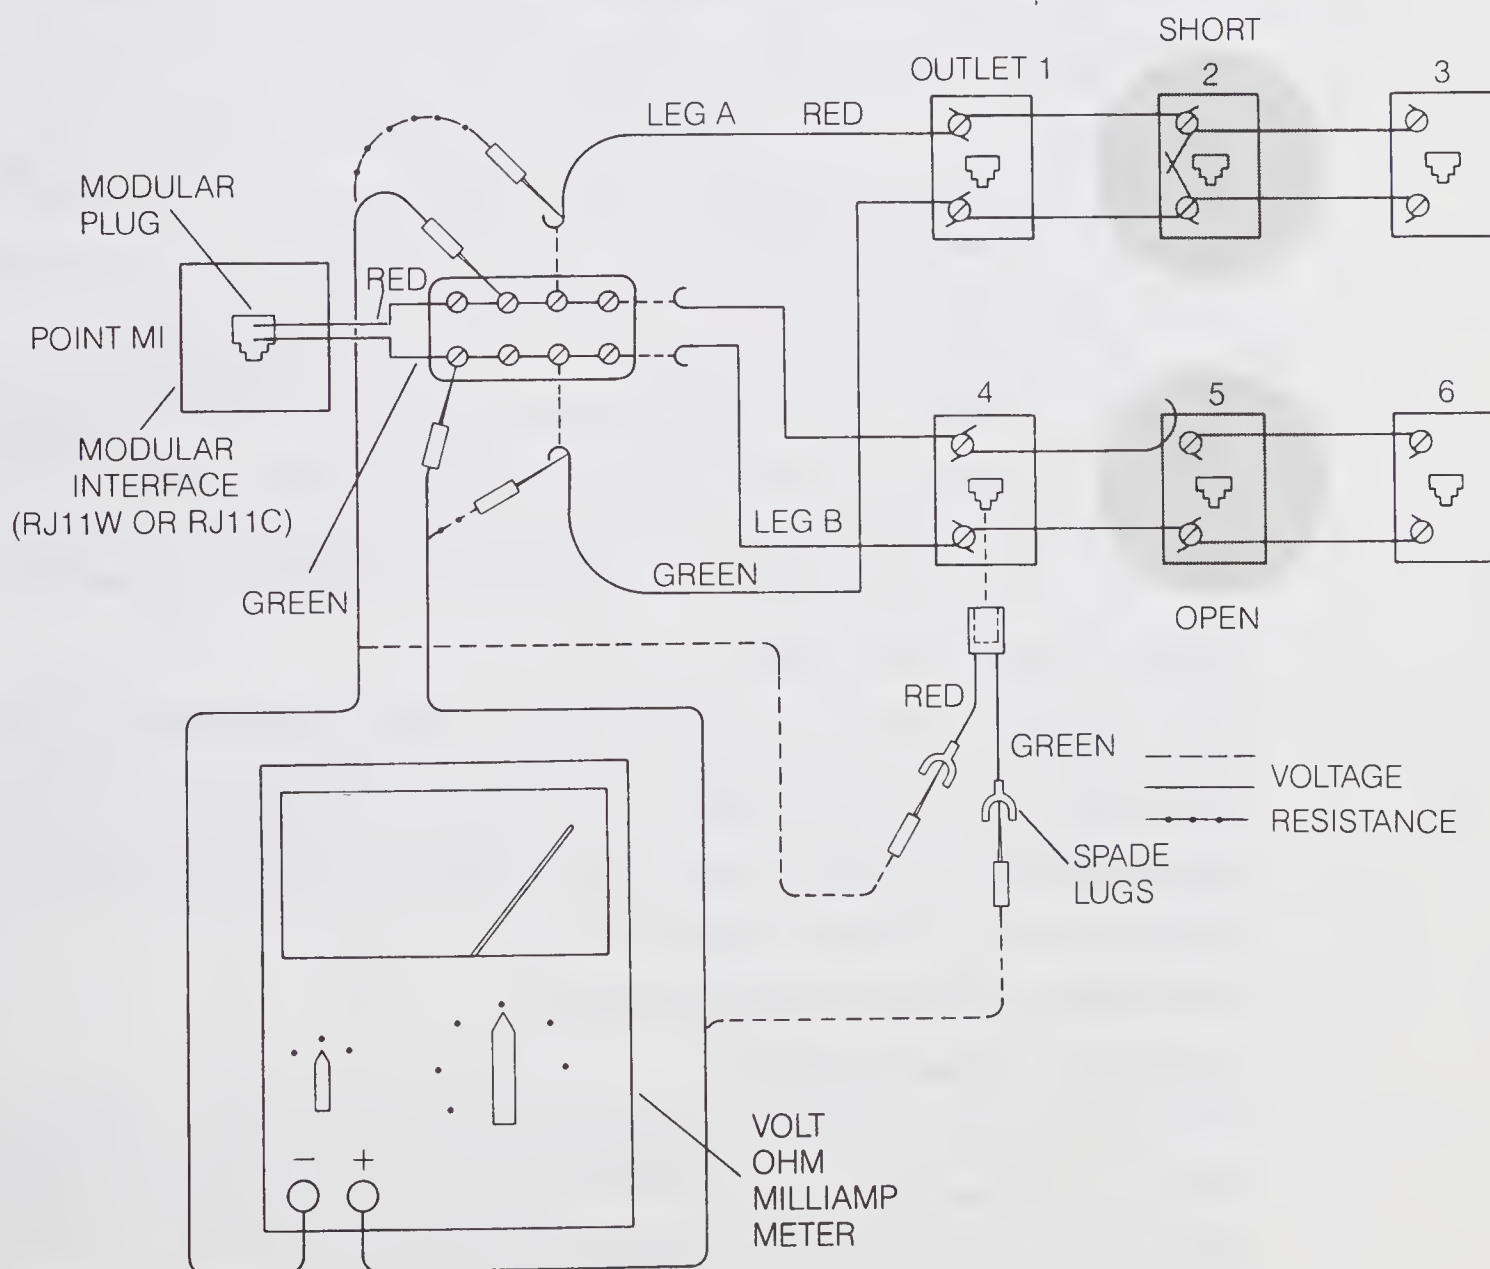 SHORT
OUTLET 1
2
3
LEG A
RED
MODULAR
PLUG
RED
POINT MI
MODULAR
INTERFACE
(RJ11W OR RJ11C)
4
5
6
LEG B
GREEN
GREEN
OPEN
RED
GREEN
VOLTAGE
RESISTANCE
SPADE
LUGS
VOLT
OHM
MILLIAMP
METER
− +